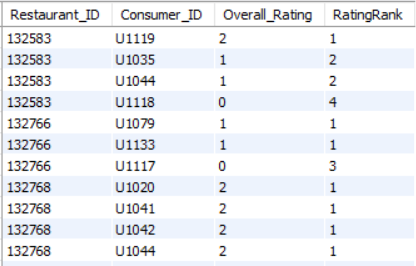 Restaurant_ID Consumer_ID Overall_Rating RatingRank
132583 U1119 2 1
132583 U1035 1 2
132583 U1044 1 2
132583 U1118 0 4
132766 U1079 1 1
132766 U1133 1 1
132766 U1117 0 3
132768 U1020 2 1
132768 U1041 2 1
132768 U1042 2 1
132768 U1044 2 1